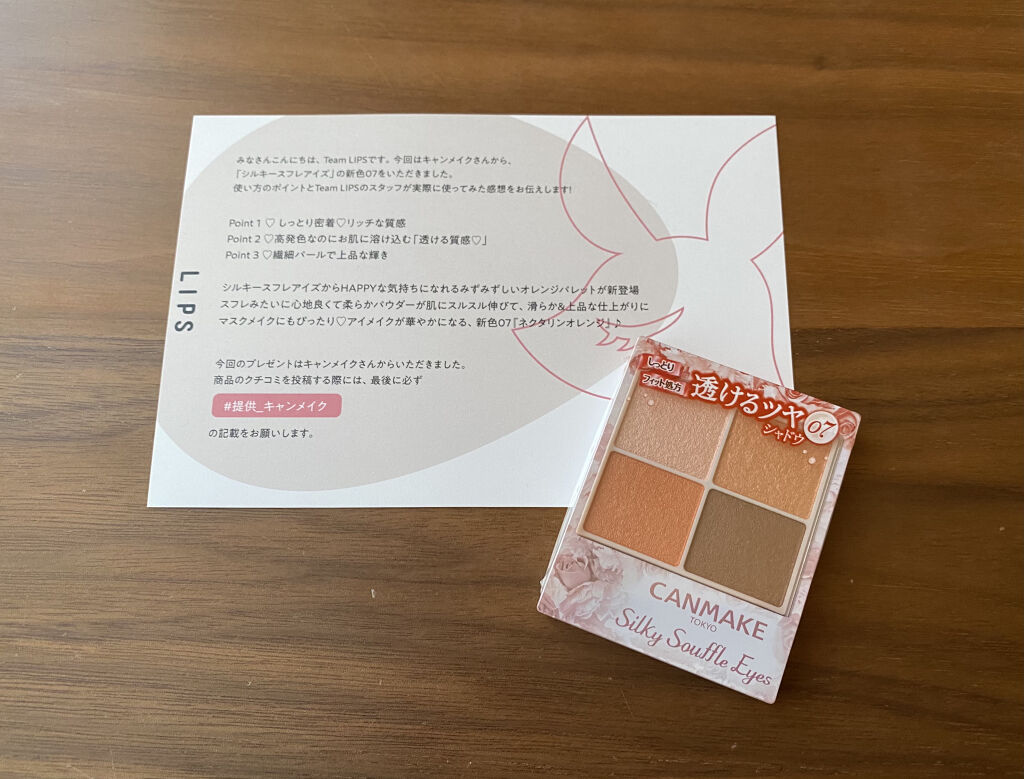 みなさんこんにちは、Team LIPSです。今回はキャンメイクさんから、
「シルキースフレアイズ」の新色07をいただきました。
使い方のポイントとTeam LIPSのスタッフが実際に使ってみた感想をお伝えします!
Point 1 ♡ しっとり密着♡リッチな質感
Point 2 ♡高発色なのにお肌に溶け込む「透ける質感♡」
Point 3 ♡繊細パールで上品な輝き
LIPS
シルキースフレアイズからHAPPYな気持ちになれるみずみずしいオレンジパレットが新登場
スフレみたいに心地良くて柔らかパウダーが肌にスルスル伸びて、滑らか&上品な仕上がりに
マスクメイクにもぴったり♡アイメイクが華やかになる、新色07『ネクタリンオレンジ』♪
今回のプレゼントはキャンメイクさんからいただきました。
商品のクチコミを投稿する際には、最後に必ず
#提供_キャンメイク
の記載をお願いします。
しっとり
フィット処方
透けるツヤ
シャドウ
07
CANMAKE
TOKYO
Silky Souffle Eyes